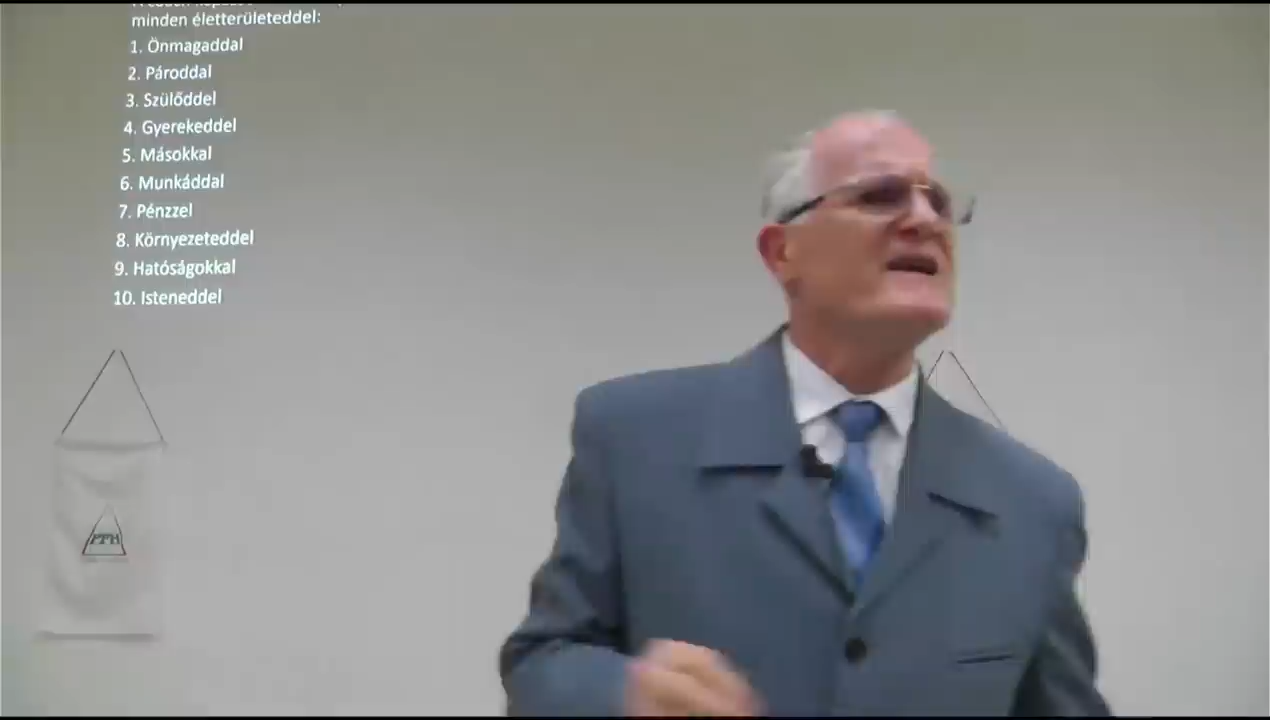 minden életterületeddel:
1. Önmagaddal
2. Pároddal
3. Szülőddel
4. Gyerekeddel
5. Másokkal
6. Munkáddal
7. Pénzzel
8. Környezeteddel
9. Hatóságokkal
10. Isteneddel